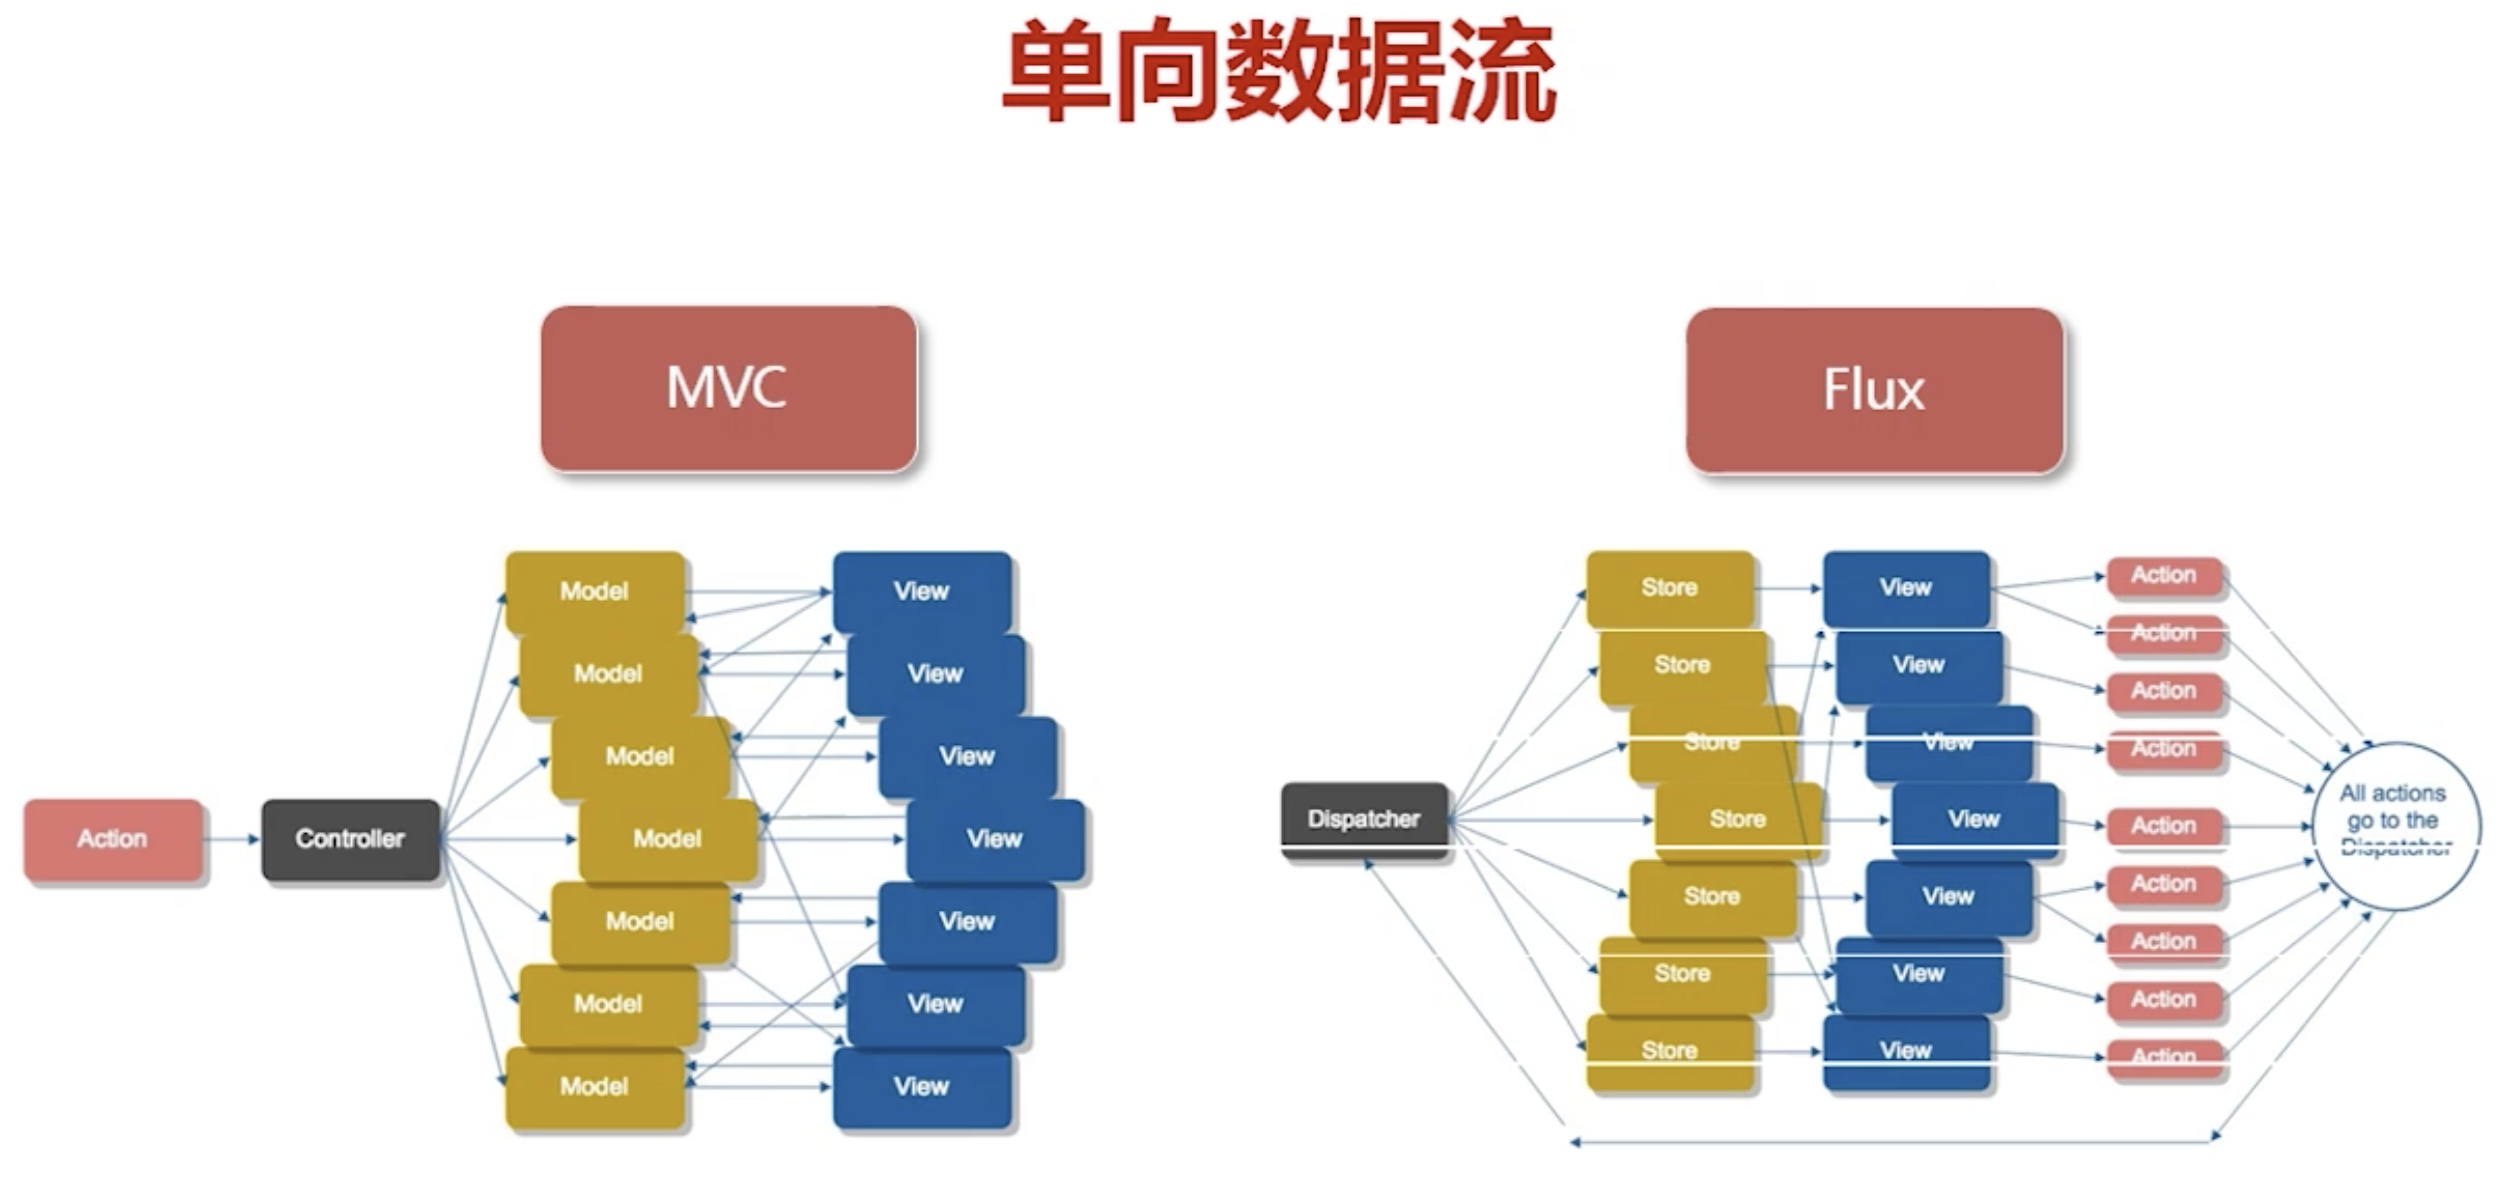 单向数据流
MVC
Action
Controller
Model
Model
Model
Model
Model
Model
Model
View
View
View
View
View
View
View
Flux
Dispatcher
Store
Store
Store
Store
Store
Store
Store
View
View
View
View
View
View
View
Action
Action
Action
Action
Action
Action
Action
Action
Action
All actions
go to the
Dispatcher